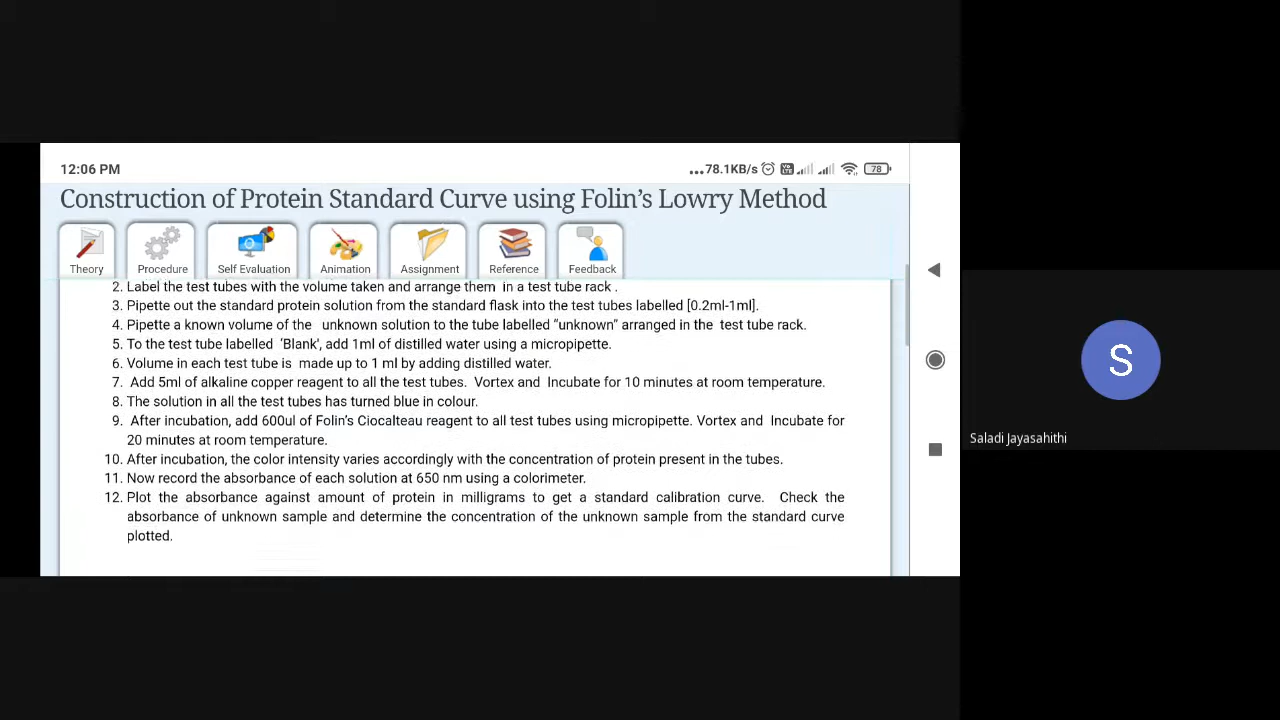 12:06 PM
...78.1KB/s
78
Construction of Protein Standard Curve using Folin's Lowry Method
Theory
Procedure
Self Evaluation
Animation
Assignment
Reference
Feedback
2. Label the test tubes with the volume taken and arrange them in a test tube rack .
3. Pipette out the standard protein solution from the standard flask into the test tubes labelled [0.2ml-1ml].
4. Pipette a known volume of the unknown solution to the tube labelled “unknown” arranged in the test tube rack.
5. To the test tube labelled ‘Blank', add 1ml of distilled water using a micropipette.
6. Volume in each test tube is made up to 1 ml by adding distilled water.
7. Add 5ml of alkaline copper reagent to all the test tubes. Vortex and Incubate for 10 minutes at room temperature.
8. The solution in all the test tubes has turned blue in colour.
9. After incubation, add 600ul of Folin's Ciocalteau reagent to all test tubes using micropipette. Vortex and Incubate for
20 minutes at room temperature.
10. After incubation, the color intensity varies accordingly with the concentration of protein present in the tubes.
11. Now record the absorbance of each solution at 650 nm using a colorimeter.
12. Plot the absorbance against amount of protein in milligrams to get a standard calibration curve. Check the
absorbance of unknown sample and determine the concentration of the unknown sample from the standard curve
plotted.
S
Saladi Jayasahithi